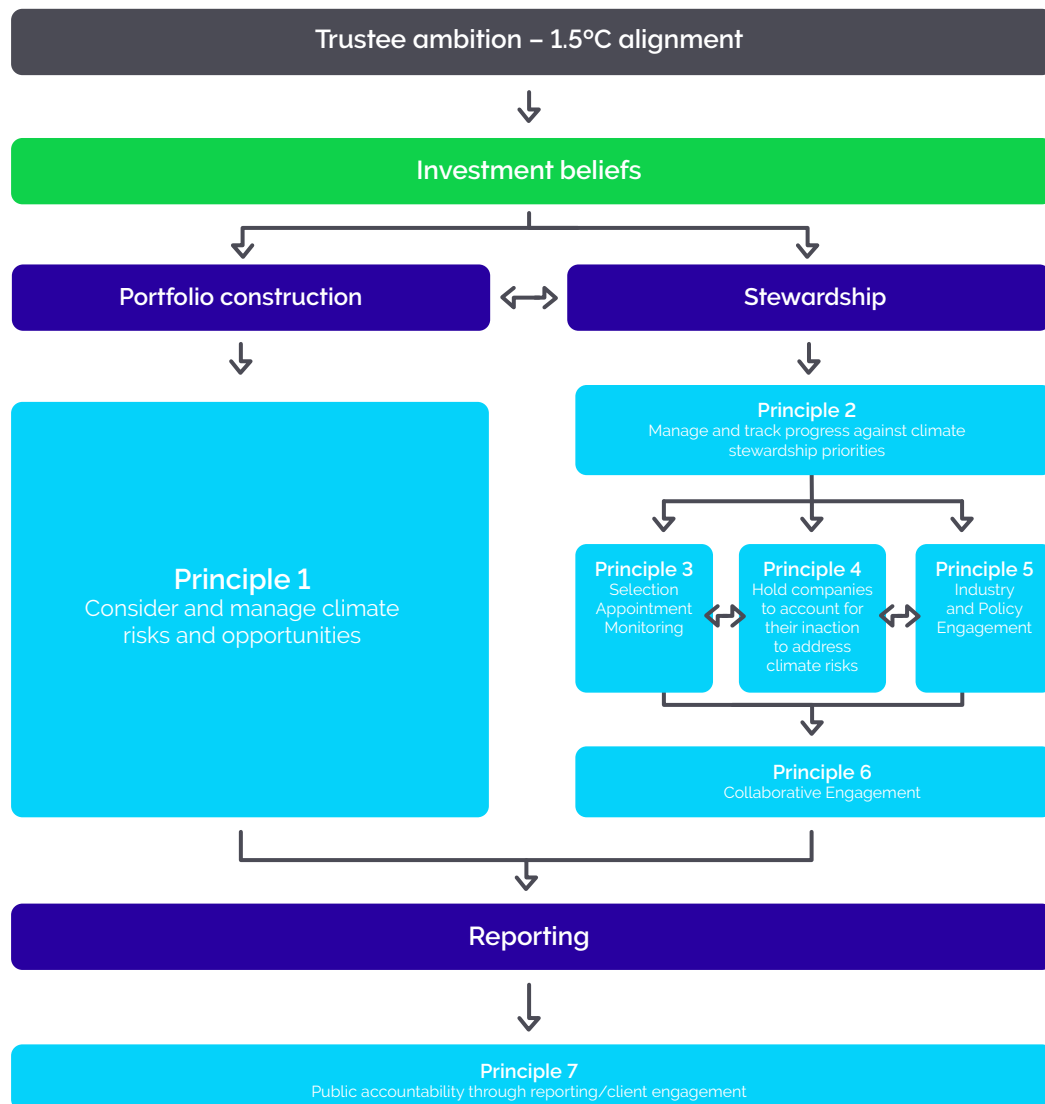 Trustee ambition – 1.5ºC alignment
Investment beliefs
Portfolio construction
Stewardship
Principle 1
Consider and manage climate
risks and opportunities
Principle 2
Manage and track progress against climate
stewardship priorities
Principle 3
Selection
Appointment
Monitoring
Principle 4
Hold companies
to account for
their inaction
to address
climate risks
Principle 5
Industry
and Policy
Engagement
Principle 6
Collaborative Engagement
Reporting
Principle 7
Public accountability through reporting/client engagement